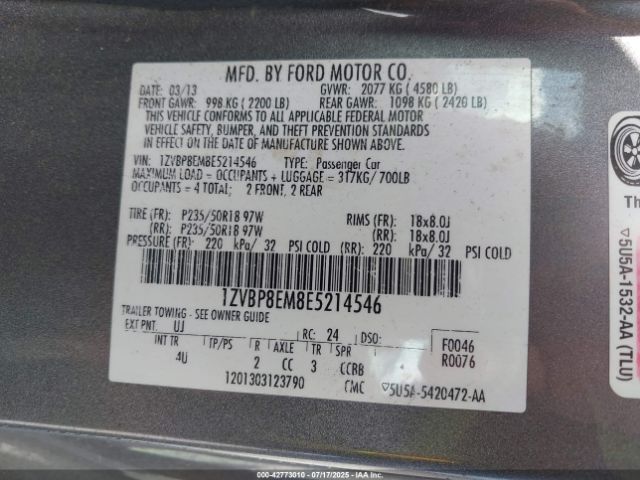 MFD. BY FORD MOTOR CO.
DATE: 03/13 GVWR: 2077 KG ( 4580 LB)
FRONT GAWR: 998 KG ( 2200 LB) REAR GAWR: 1098 KG ( 2420 LB)
THIS VEHICLE CONFORMS TO ALL APPLICABLE FEDERAL MOTOR
VEHICLE SAFETY, BUMPER, AND THEFT PREVENTION STANDARDS
IN EFFECT ON THE DATE OF MANUFACTURE SHOWN ABOVE.
VIN: 1ZVBP8EM8E5214546 TYPE: Passenger Car
MAXIMUM LOAD = OCCUPANTS + LUGGAGE = 317KG/ 700LB
OCCUPANTS = 4 TOTAL; 2 FRONT, 2 REAR
TIRE (FR): P235/50R18 97W RIMS (FR): 18x8.0J
(RR): P235/50R18 97W (RR): 18x8.0J
PRESSURE (FR): 220 kPa/ 32 PSI COLD (RR): 220 kPa/ 32 PSI COLD
1ZVBP8EM8E5214546
TRAILER TOWING - SEE OWNER GUIDE
EXT PNT: UJ RC: 24 DSO: F0046
INT TR TP/PS R AXLE TR SPR R0076
4U 2 CC 3 CCRB
1201303123790 CMC ▽5U5A-5420472-AA
Th
▽5U5A-1532-AA (TLU)
000-42773010 - 07/17/2025 - IAA